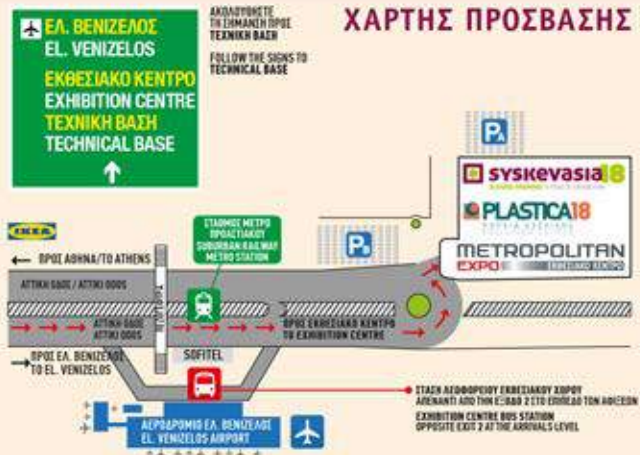 ΕΛ. ΒΕΝΙΖΕΛΟΣ
EL. VENIZELOS
ΕΚΘΕΣΙΑΚΟ ΚΕΝΤΡΟ
EXHIBITION CENTRE
ΤΕΧΝΙΚΗ ΒΑΣΗ
TECHNICAL BASE
ΑΚΟΛΟΥΘΗΣΤΕ
ΤΗ ΣΗΜΑΝΣΗ ΠΡΟΣ
ΤΕΧΝΙΚΗ ΒΑΣΗ
FOLLOW THE SIGNS TO
TECHNICAL BASE
ΧΑΡΤΗΣ ΠΡΟΣΒΑΣΗΣ
PA
syskevasia18
PLASTICA18
METROPOLITAN
EXPO ΕΚΘΕΣΙΑΚΟ ΚΕΝΤΡΟ
PB
IKEA
ΣΤΑΘΜΟΣ ΜΕΤΡΟ
ΠΡΟΑΣΤΙΑΚΟΥ
SUBURBAN RAILWAY
METRO STATION
ΠΡΟΣ ΑΘΗΝΑ/TO ATHENS
ΑΤΤΙΚΗ ΟΔΟΣ / ATTIKI ODOS
ΑΤΤΙΚΗ ΟΔΟΣ
ATTIKI ODOS
ΠΡΟΣ ΕΚΘΕΣΙΑΚΟ ΚΕΝΤΡΟ
TO EXHIBITION CENTRE
ΠΡΟΣ ΕΛ. ΒΕΝΙΖΕΛΟΣ
TO EL. VENIZELOS
SOFITEL
ΑΕΡΟΔΡΟΜΙΟ ΕΛ. ΒΕΝΙΖΕΛΟΣ
EL. VENIZELOS AIRPORT
ΣΤΑΣΗ ΛΕΩΦΟΡΕΙΟΥ ΕΚΘΕΣΙΑΚΟΥ ΧΩΡΟΥ
ΑΠΕΝΑΝΤΙ ΑΠΟ ΤΗΝ ΕΞΟΔΟ 2 ΣΤΟ ΕΠΙΠΕΔΟ ΤΩΝ ΑΦΙΞΕΩΝ
EXHIBITION CENTRE BUS STATION
OPPOSITE EXIT 2 AT THE ARRIVALS LEVEL